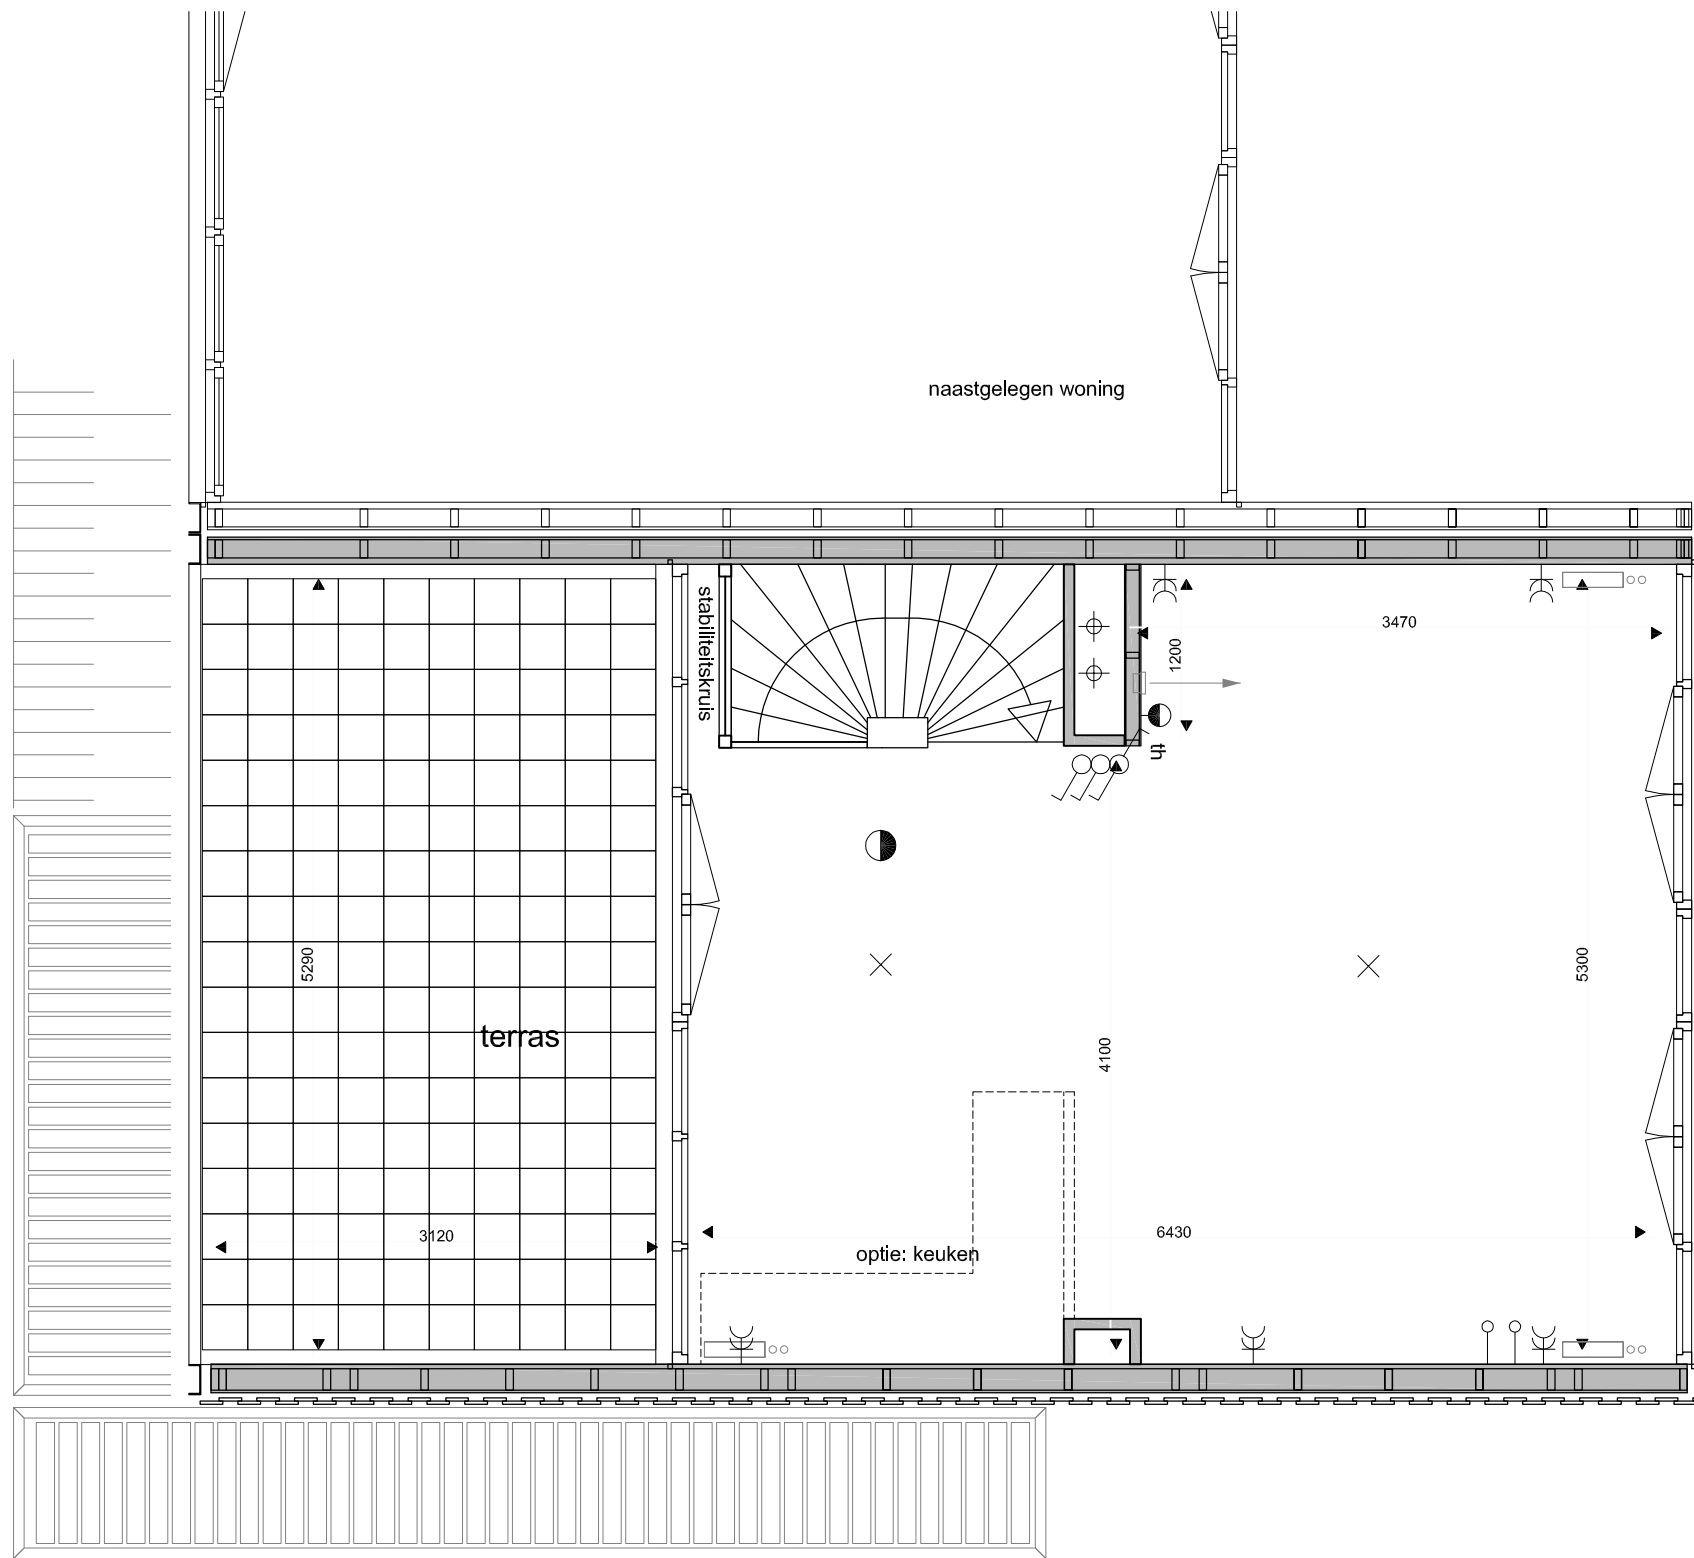 naastgelegen woning
stabiliteitskruis
3470
1200
th
5290
5300
terras
4100
3120
6430
optie: keuken